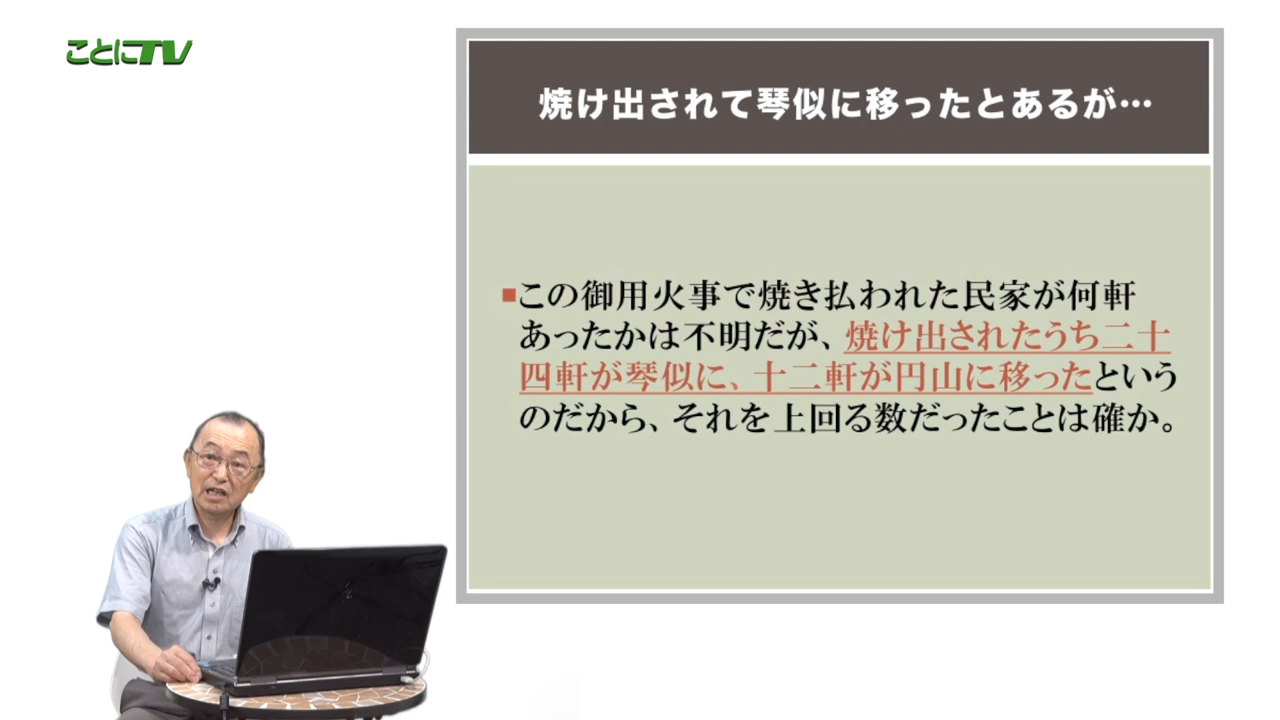 ことにTV
焼け出されて琴似に移ったとあるが…
■この御用火事で焼き払われた民家が何軒
あったかは不明だが、焼け出されたうち二十
四軒が琴似に、十二軒が円山に移ったという
のだから、それを上回る数だったことは確か。